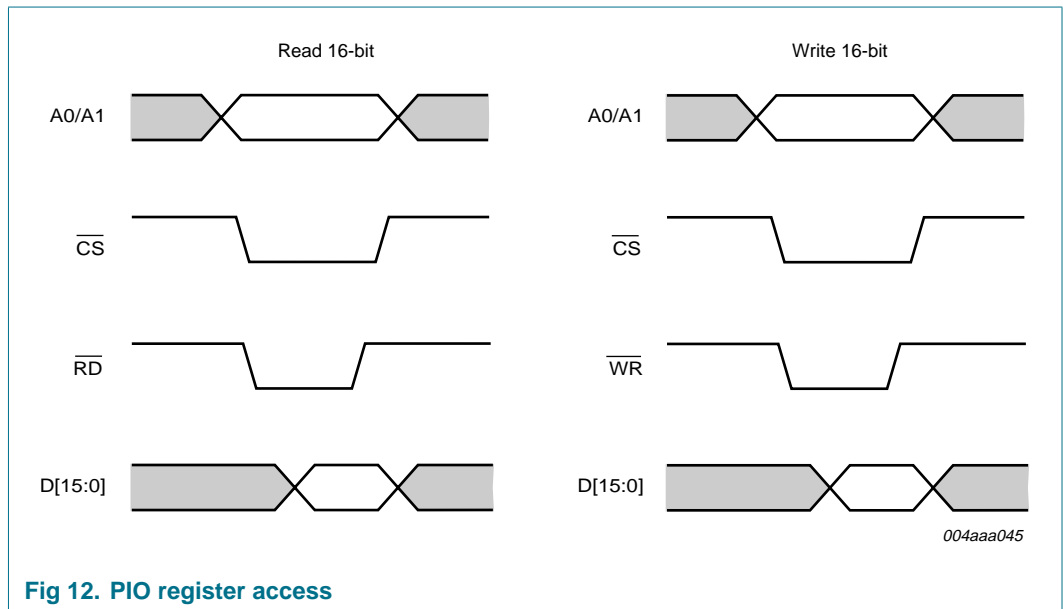 Read 16-bit
Write 16-bit
A0/A1
A0/A1
CS
CS
RD
WR
D[15:0]
D[15:0]
004aaa045
Fig 12. PIO register access